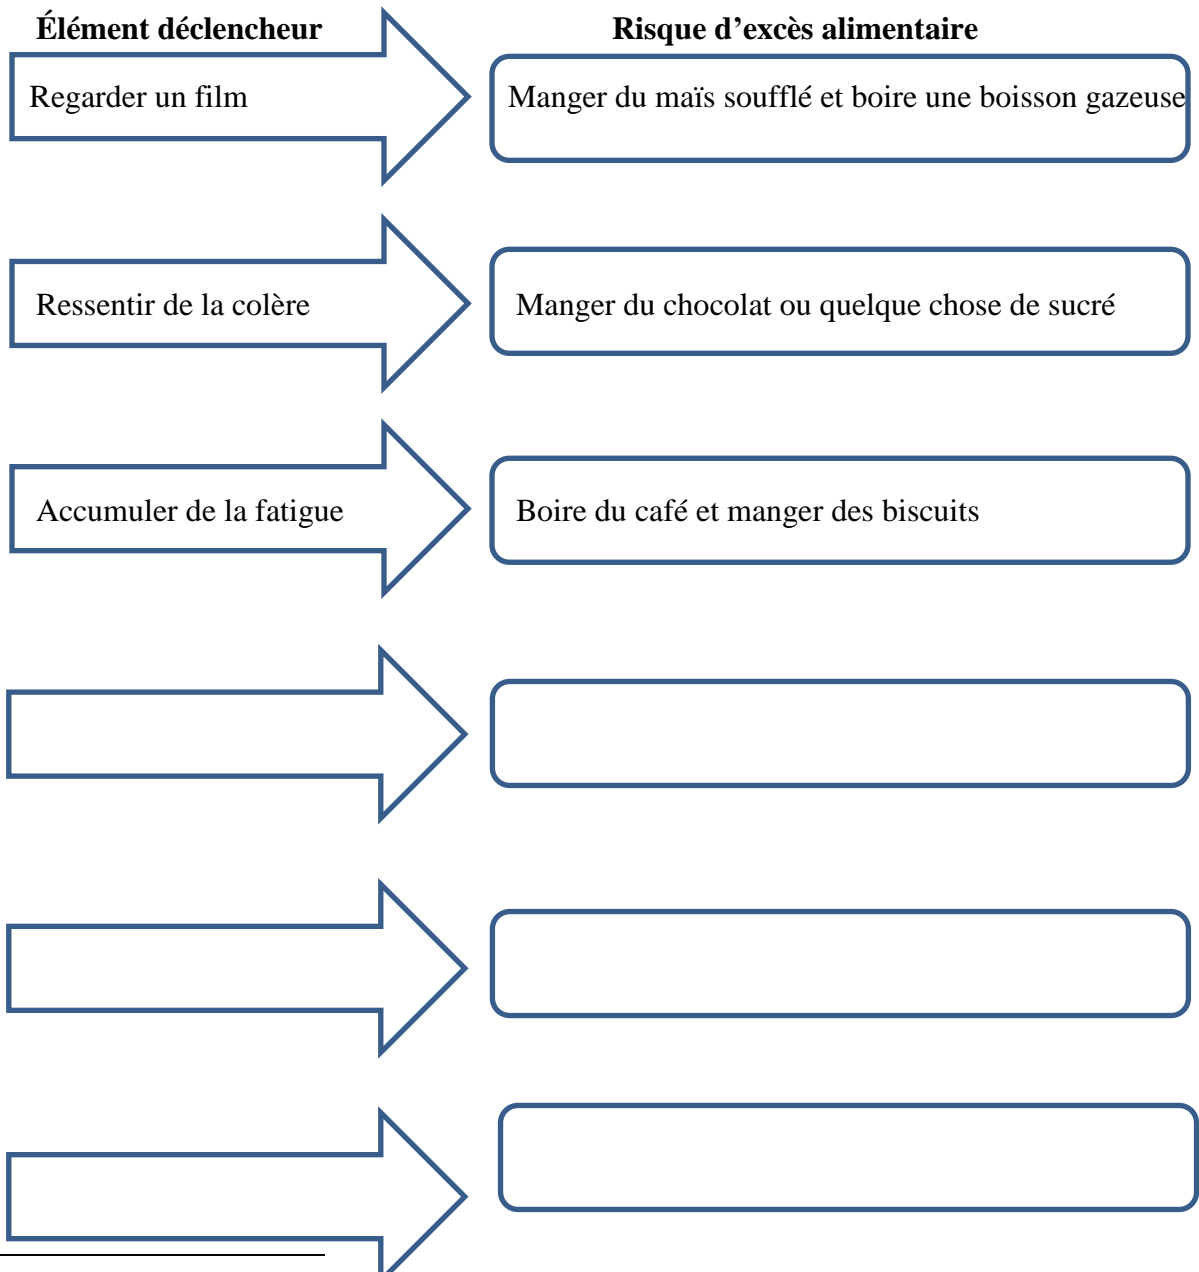 Élément déclencheur
Risque d’excès alimentaire
Regarder un film
Manger du maïs soufflé et boire une boisson gazeuse
Ressentir de la colère
Manger du chocolat ou quelque chose de sucré
Accumuler de la fatigue
Boire du café et manger des biscuits